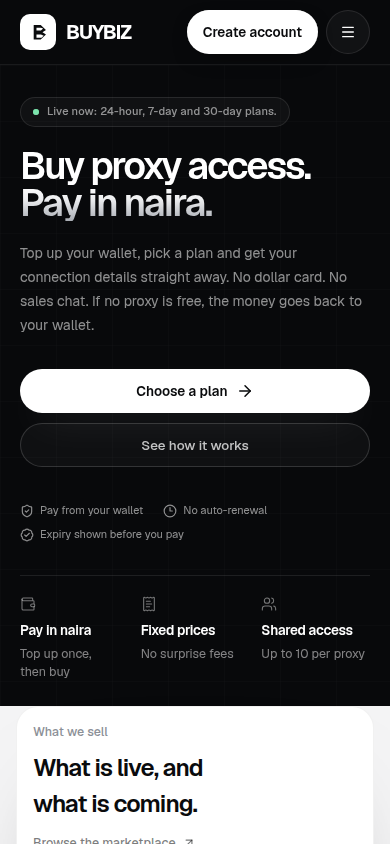 BUYBIZ
Create account
Live now: 24-hour, 7-day and 30-day plans.
Buy proxy access.
Pay in naira.
Top up your wallet, pick a plan and get your
connection details straight away. No dollar card. No
sales chat. If no proxy is free, the money goes back to
your wallet.
Choose a plan
See how it works
Pay from your wallet
No auto-renewal
Expiry shown before you pay
Pay in naira
Top up once,
then buy
Fixed prices
No surprise fees
Shared access
Up to 10 per proxy
What we sell
What is live, and
what is coming.
Browse the marketplace